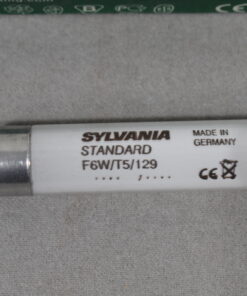 SYLVANIA
STANDARD
F6W/T5/129
MADE IN
GERMANY
CE